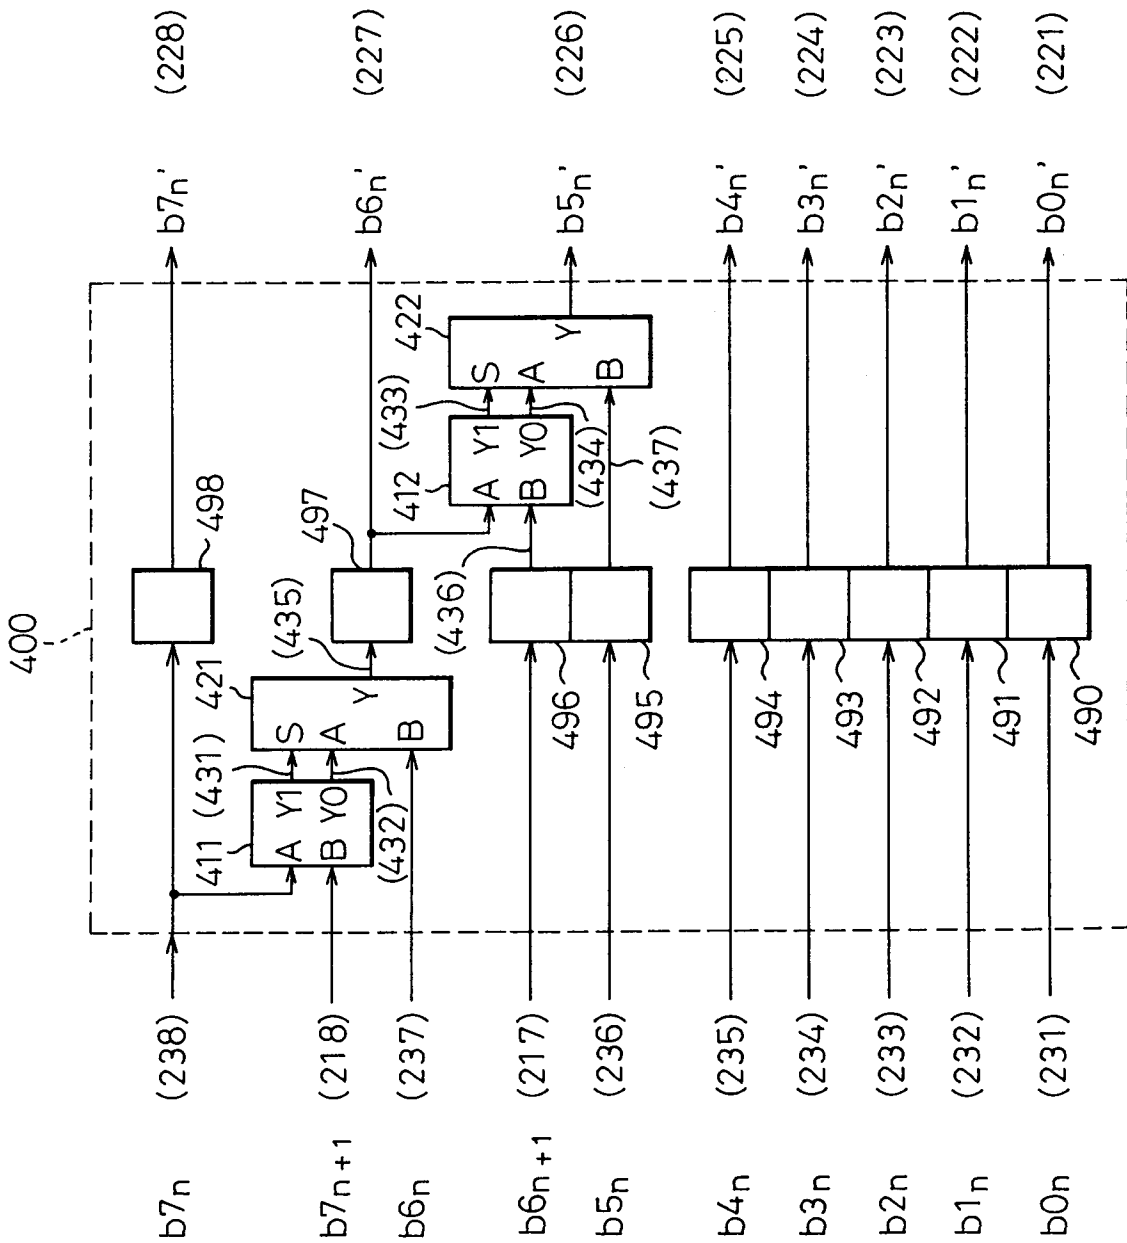 400
b7n (238) 498 b7n' (228)
411 (431) 421 (435) 497 b6n' (227)
A Y1 S
b7n+1 (218) B Y0 A Y
(432)
b6n (237) B
(436) 412 (433) 422
A Y1 S
b6n+1 (217) 496 B Y0 A Y b5n' (226)
(434)
b5n (236) 495 (437) B
b4n (235) 494 b4n' (225)
b3n (234) 493 b3n' (224)
b2n (233) 492 b2n' (223)
b1n (232) 491 b1n' (222)
b0n (231) 490 b0n' (221)